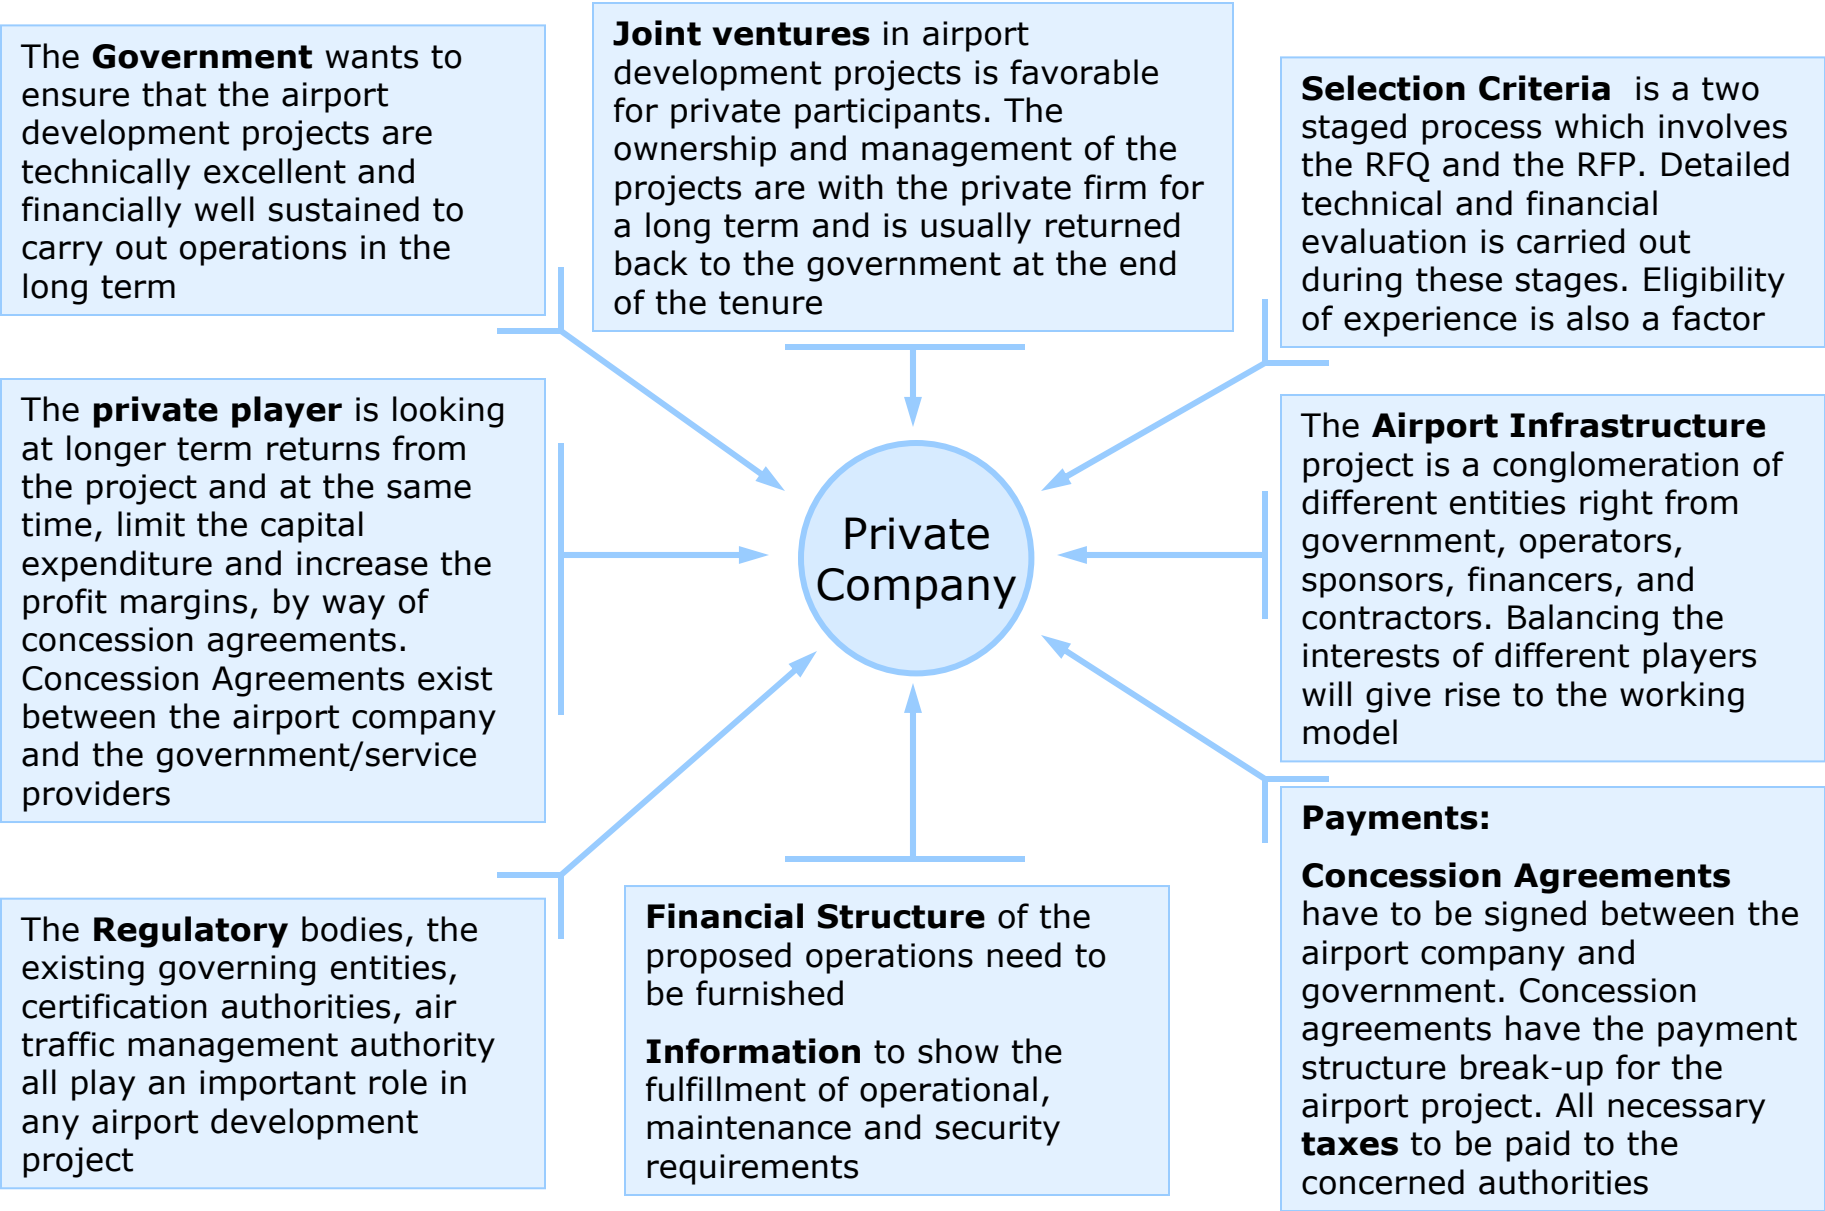 The Government wants to
ensure that the airport
development projects are
technically excellent and
financially well sustained to
carry out operations in the
long term
Joint ventures in airport
development projects is favorable
for private participants. The
ownership and management of the
projects are with the private firm for
a long term and is usually returned
back to the government at the end
of the tenure
Selection Criteria is a two
staged process which involves
the RFQ and the RFP. Detailed
technical and financial
evaluation is carried out
during these stages. Eligibility
of experience is also a factor
The private player is looking
at longer term returns from
the project and at the same
time, limit the capital
expenditure and increase the
profit margins, by way of
concession agreements.
Concession Agreements exist
between the airport company
and the government/service
providers
Private
Company
The Airport Infrastructure
project is a conglomeration of
different entities right from
government, operators,
sponsors, financers, and
contractors. Balancing the
interests of different players
will give rise to the working
model
The Regulatory bodies, the
existing governing entities,
certification authorities, air
traffic management authority
all play an important role in
any airport development
project
Financial Structure of the
proposed operations need to
be furnished
Information to show the
fulfillment of operational,
maintenance and security
requirements
Payments:
Concession Agreements
have to be signed between the
airport company and
government. Concession
agreements have the payment
structure break-up for the
airport project. All necessary
taxes to be paid to the
concerned authorities